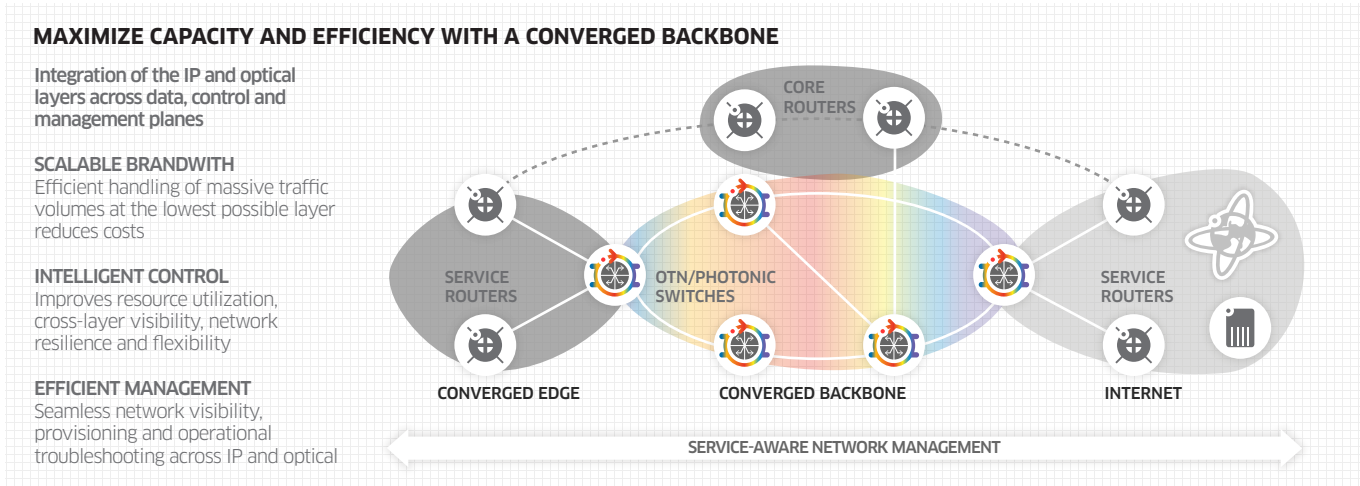 MAXIMIZE CAPACITY AND EFFICIENCY WITH A CONVERGED BACKBONE
Integration of the IP and optical
layers across data, control and
management planes
SCALABLE BRANDWITH
Efficient handling of massive traffic
volumes at the lowest possible layer
reduces costs
INTELLIGENT CONTROL
Improves resource utilization,
cross-layer visibility, network
resilience and flexibility
EFFICIENT MANAGEMENT
Seamless network visibility,
provisioning and operational
troubleshooting across IP and optical
CORE
ROUTERS
SERVICE
ROUTERS
OTN/PHOTONIC
SWITCHES
SERVICE
ROUTERS
CONVERGED EDGE
CONVERGED BACKBONE
INTERNET
SERVICE-AWARE NETWORK MANAGEMENT